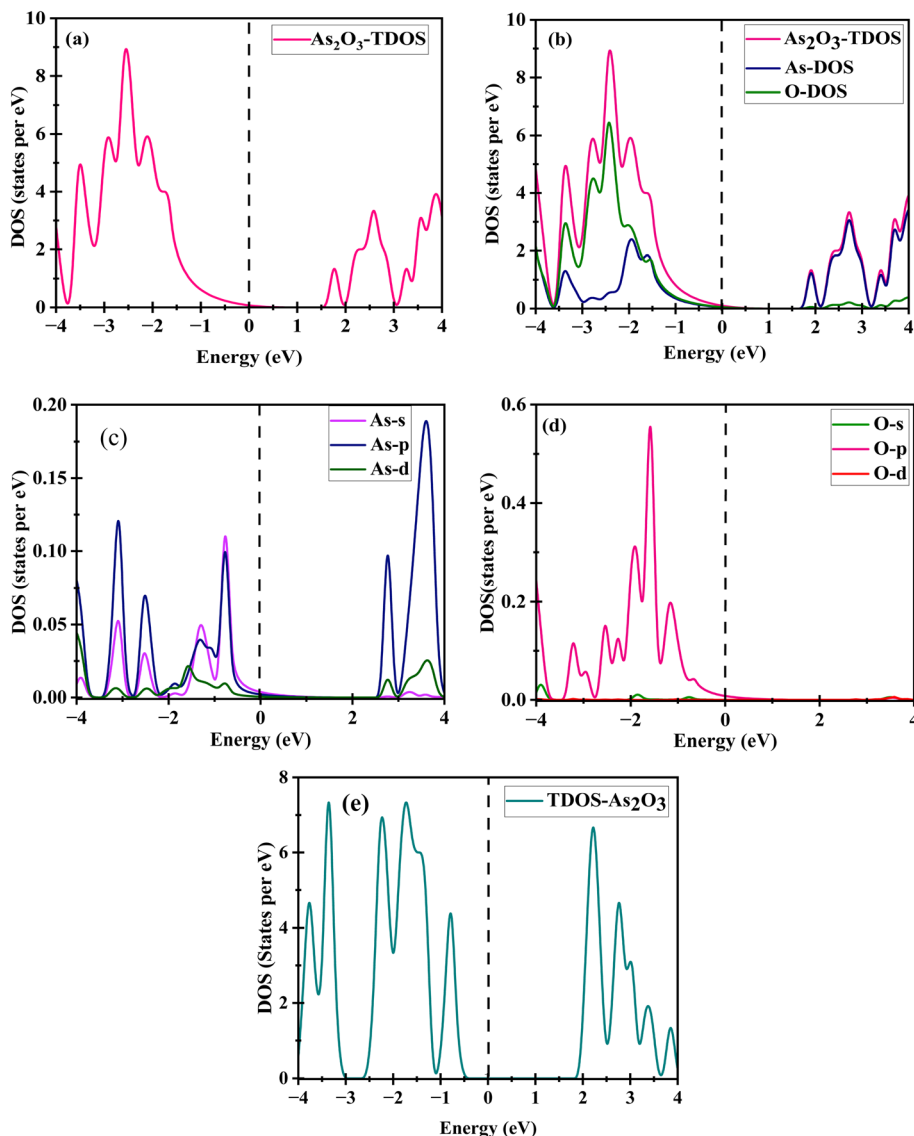 (a)
As₂O₃-TDOS
DOS (states per eV)
10
8
6
4
2
0
−4 −3 −2 −1 0 1 2 3 4
Energy (eV)
(b)
As₂O₃-TDOS
As-DOS
O-DOS
DOS (states per eV)
10
8
6
4
2
0
−4 −3 −2 −1 0 1 2 3 4
Energy (eV)
(c)
As-s
As-p
As-d
DOS (states per eV)
0.20
0.15
0.10
0.05
0.00
−4 −2 0 2 4
Energy (eV)
(d)
O-s
O-p
O-d
DOS(states per eV)
0.6
0.4
0.2
0.0
−4 −2 0 2 4
Energy (eV)
(e)
TDOS-As₂O₃
DOS (States per eV)
8
6
4
2
0
−4 −3 −2 −1 0 1 2 3 4
Energy (eV)